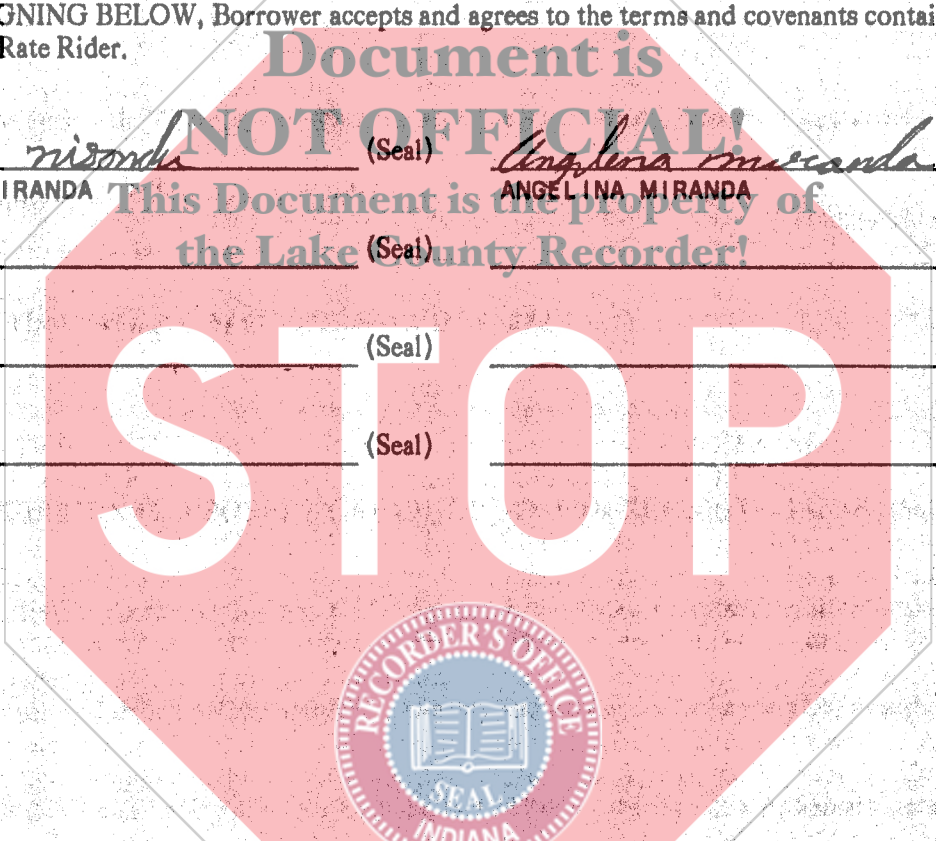 GNING BELOW, Borrower accepts and agrees to the terms and covenants contai
Rate Rider.
Document is
NOT OFFICIAL!
(Seal)
Angelina Miranda
IRANDA
ANGELINA MIRANDA
This Document is the property of
the Lake County Recorder!
(Seal)
(Seal)
(Seal)
STOP
RECORDER'S OFFICE
SEAL
INDIANA